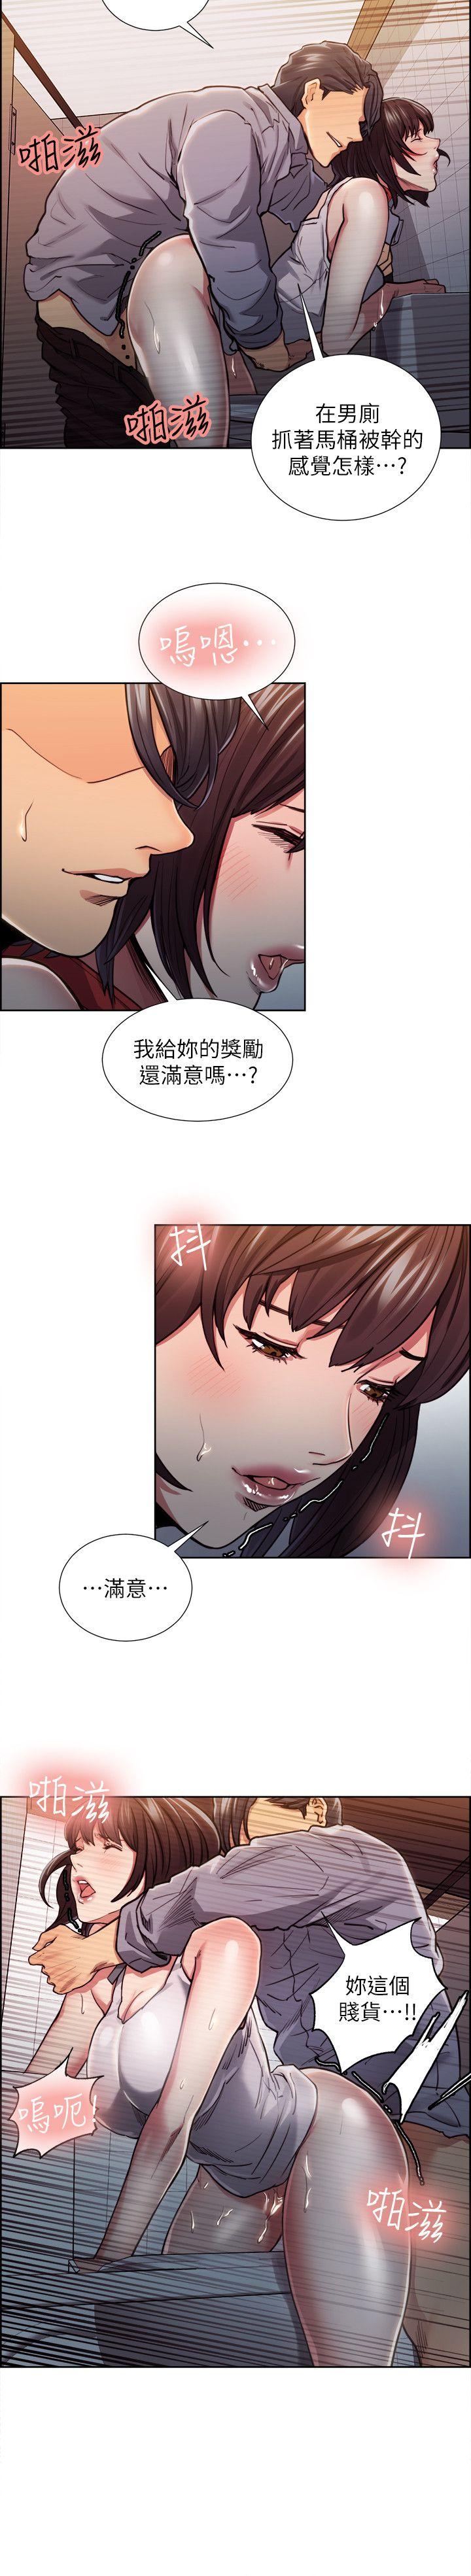 啪滋
啪滋
在男廁
抓著馬桶被幹的
感覺怎樣…?
嗚嗯…
我給妳的獎勵
還滿意嗎…?
抖
抖
…滿意…
啪滋
妳這個
賤貨…!!
嗚呃!
啪滋